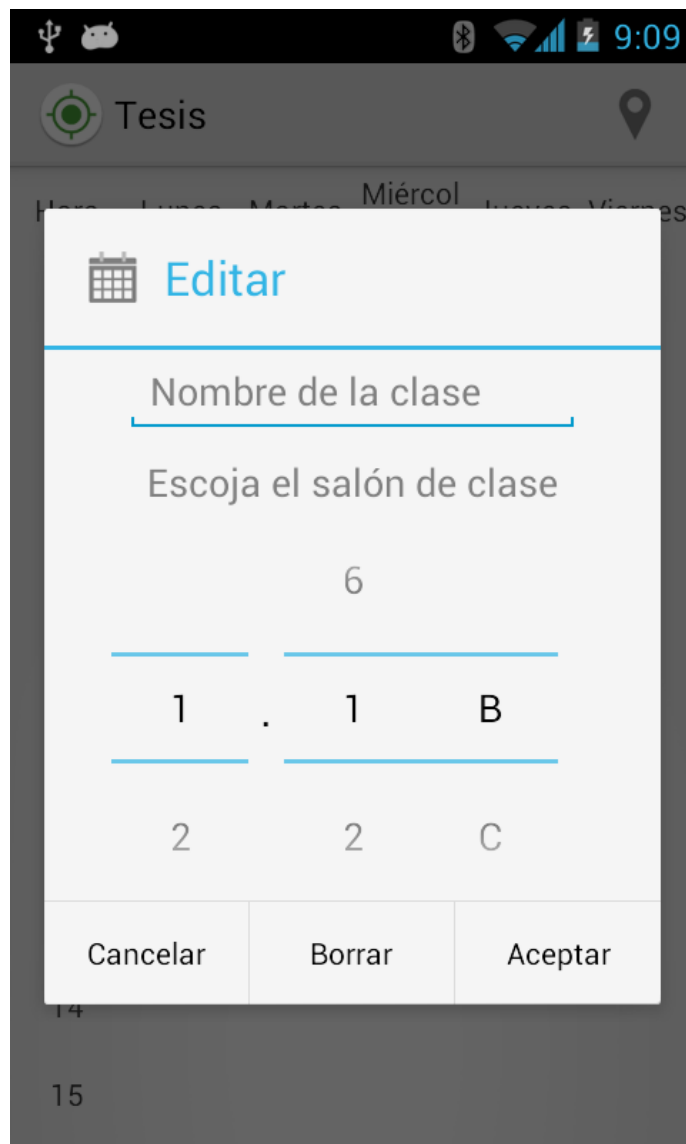 9:09
Tesis
Hora Lunes Martes Miércol Jueves Viernes
Editar
Nombre de la clase
Escoja el salón de clase
6
1 . 1 B
2 2 C
Cancelar Borrar Aceptar
14
15